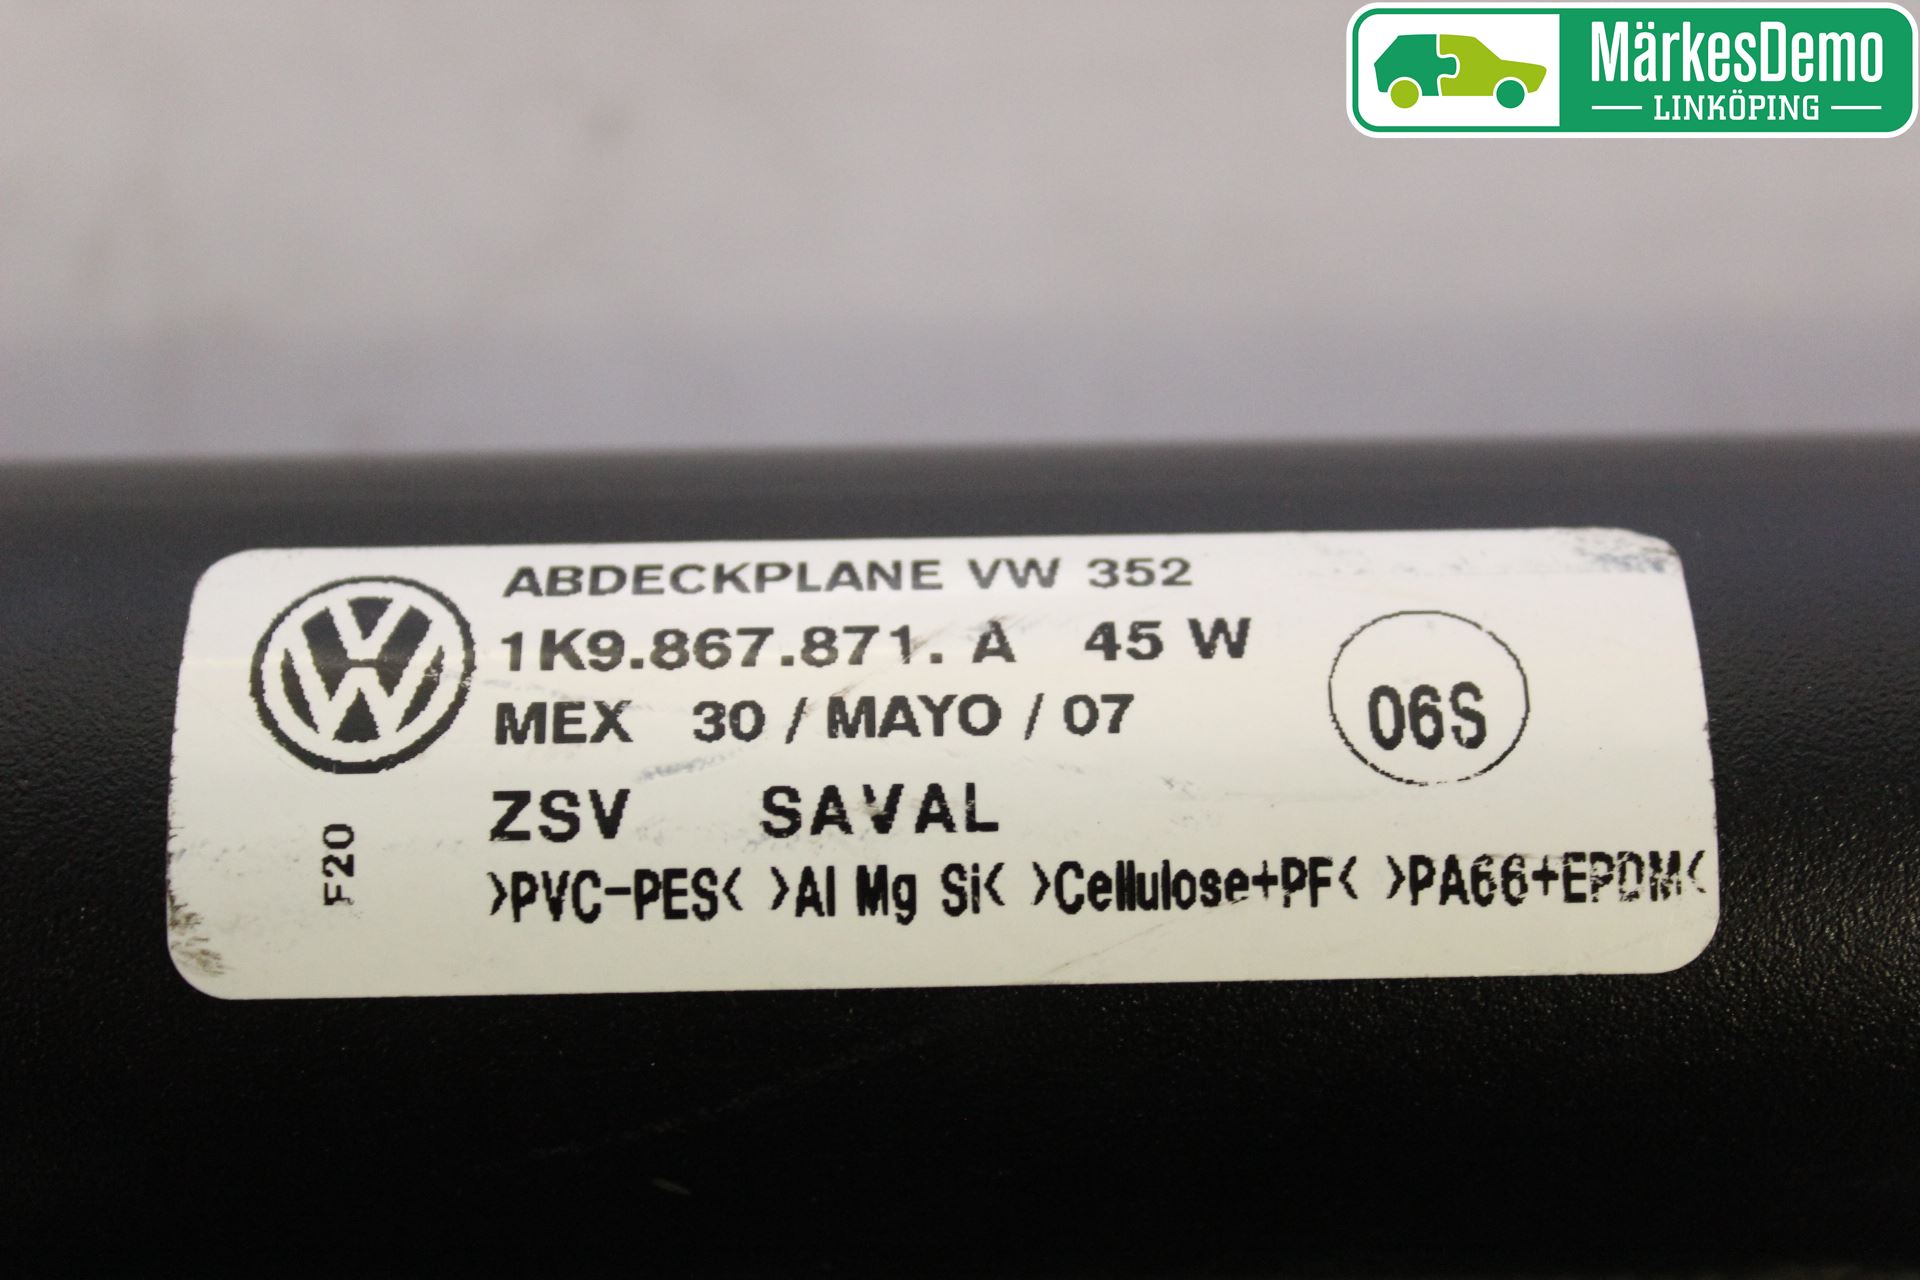 MärkesDemo
LINKÖPING
ABDECKPLANE VW 352
1K9.867.871. A 45 W
MEX 30 / MAYO / 07
06S
ZSV SAVAL
F20
>PVC-PES< >Al Mg Si< >Cellulose+PF< >PA66+EPDM<